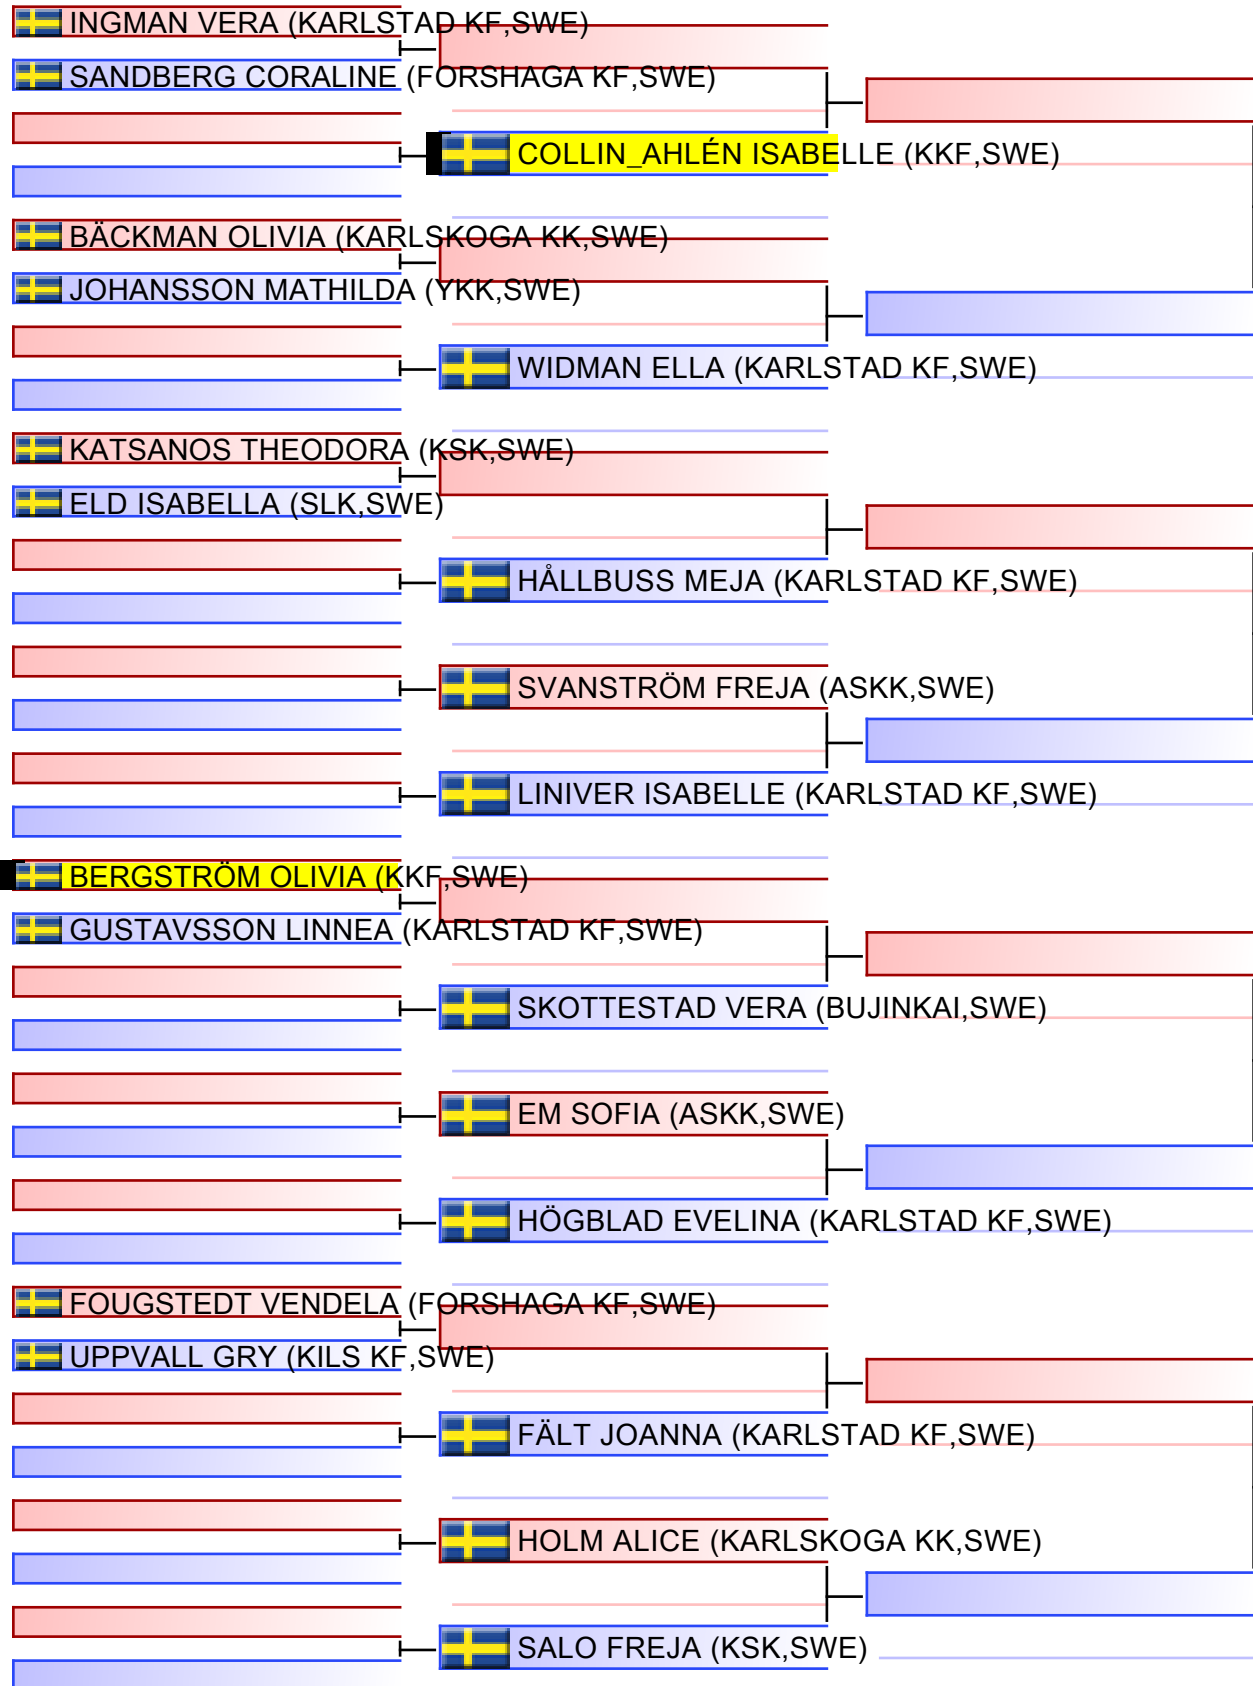 INGMAN VERA (KARLSTAD KF,SWE)
SANDBERG CORALINE (FORSHAGA KF,SWE)
COLLIN_AHLÉN ISABELLE (KKF,SWE)
BÄCKMAN OLIVIA (KARLSKOGA KK,SWE)
JOHANSSON MATHILDA (YKK,SWE)
WIDMAN ELLA (KARLSTAD KF,SWE)
KATSANOS THEODORA (KSK,SWE)
ELD ISABELLA (SLK,SWE)
HÅLLBUSS MEJA (KARLSTAD KF,SWE)
SVANSTRÖM FREJA (ASKK,SWE)
LINIVER ISABELLE (KARLSTAD KF,SWE)
BERGSTRÖM OLIVIA (KKF,SWE)
GUSTAVSSON LINNEA (KARLSTAD KF,SWE)
SKOTTESTAD VERA (BUJINKAI,SWE)
EM SOFIA (ASKK,SWE)
HÖGBLAD EVELINA (KARLSTAD KF,SWE)
FOUGSTEDT VENDELA (FORSHAGA KF,SWE)
UPPVALL GRY (KILS KF,SWE)
FÄLT JOANNA (KARLSTAD KF,SWE)
HOLM ALICE (KARLSKOGA KK,SWE)
SALO FREJA (KSK,SWE)